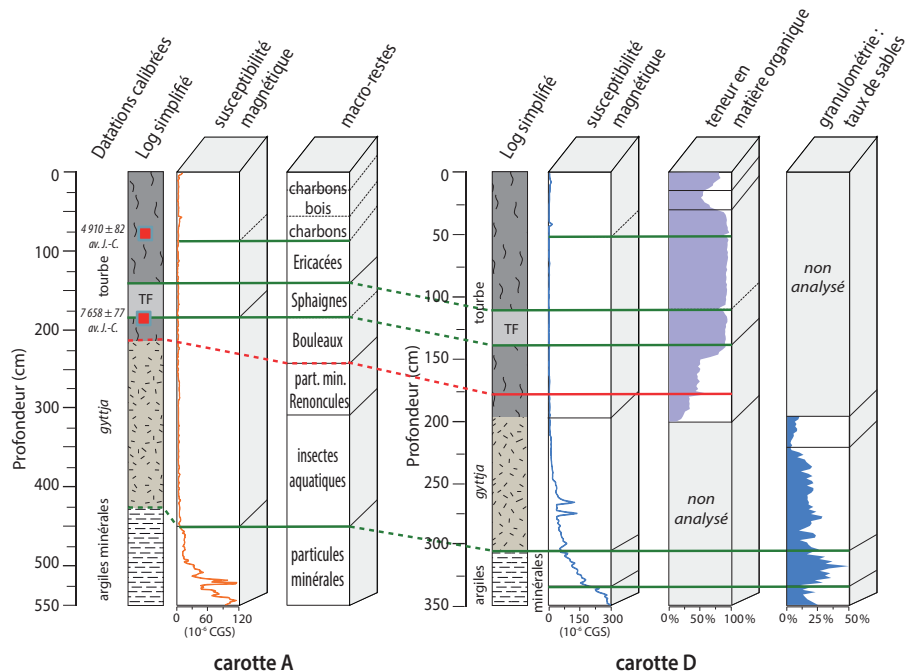 Datations calibrées
Log simplifié
susceptibilité
magnétique
macro-restes
Log simplifié
susceptibilité
magnétique
teneur en
matière organique
granulométrie :
taux de sables
Profondeur (cm)
0
100
200
300
400
500
550
4 910 ± 82
av. J.-C.
7 658 ± 77
av. J.-C.
tourbe
gyttja
argiles minérales
TF
charbons
bois
charbons
Ericacées
Sphaignes
Bouleaux
part. min.
Renoncules
insectes
aquatiques
particules
minérales
0 60 120
(10⁻⁶ CGS)
carotte A
Profondeur (cm)
0
50
100
150
200
250
300
350
tourbe
gyttja
argiles
minérales
TF
non
analysé
non
analysé
0 150 300
(10⁻⁶ CGS)
0% 50% 100%
0% 25% 50%
carotte D